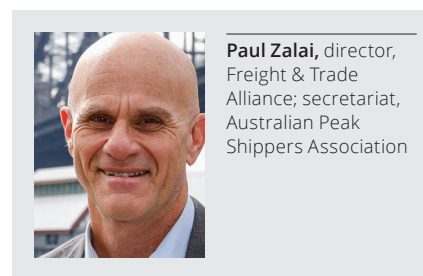 Paul Zalai, director,
Freight & Trade
Alliance; secretariat,
Australian Peak
Shippers Association